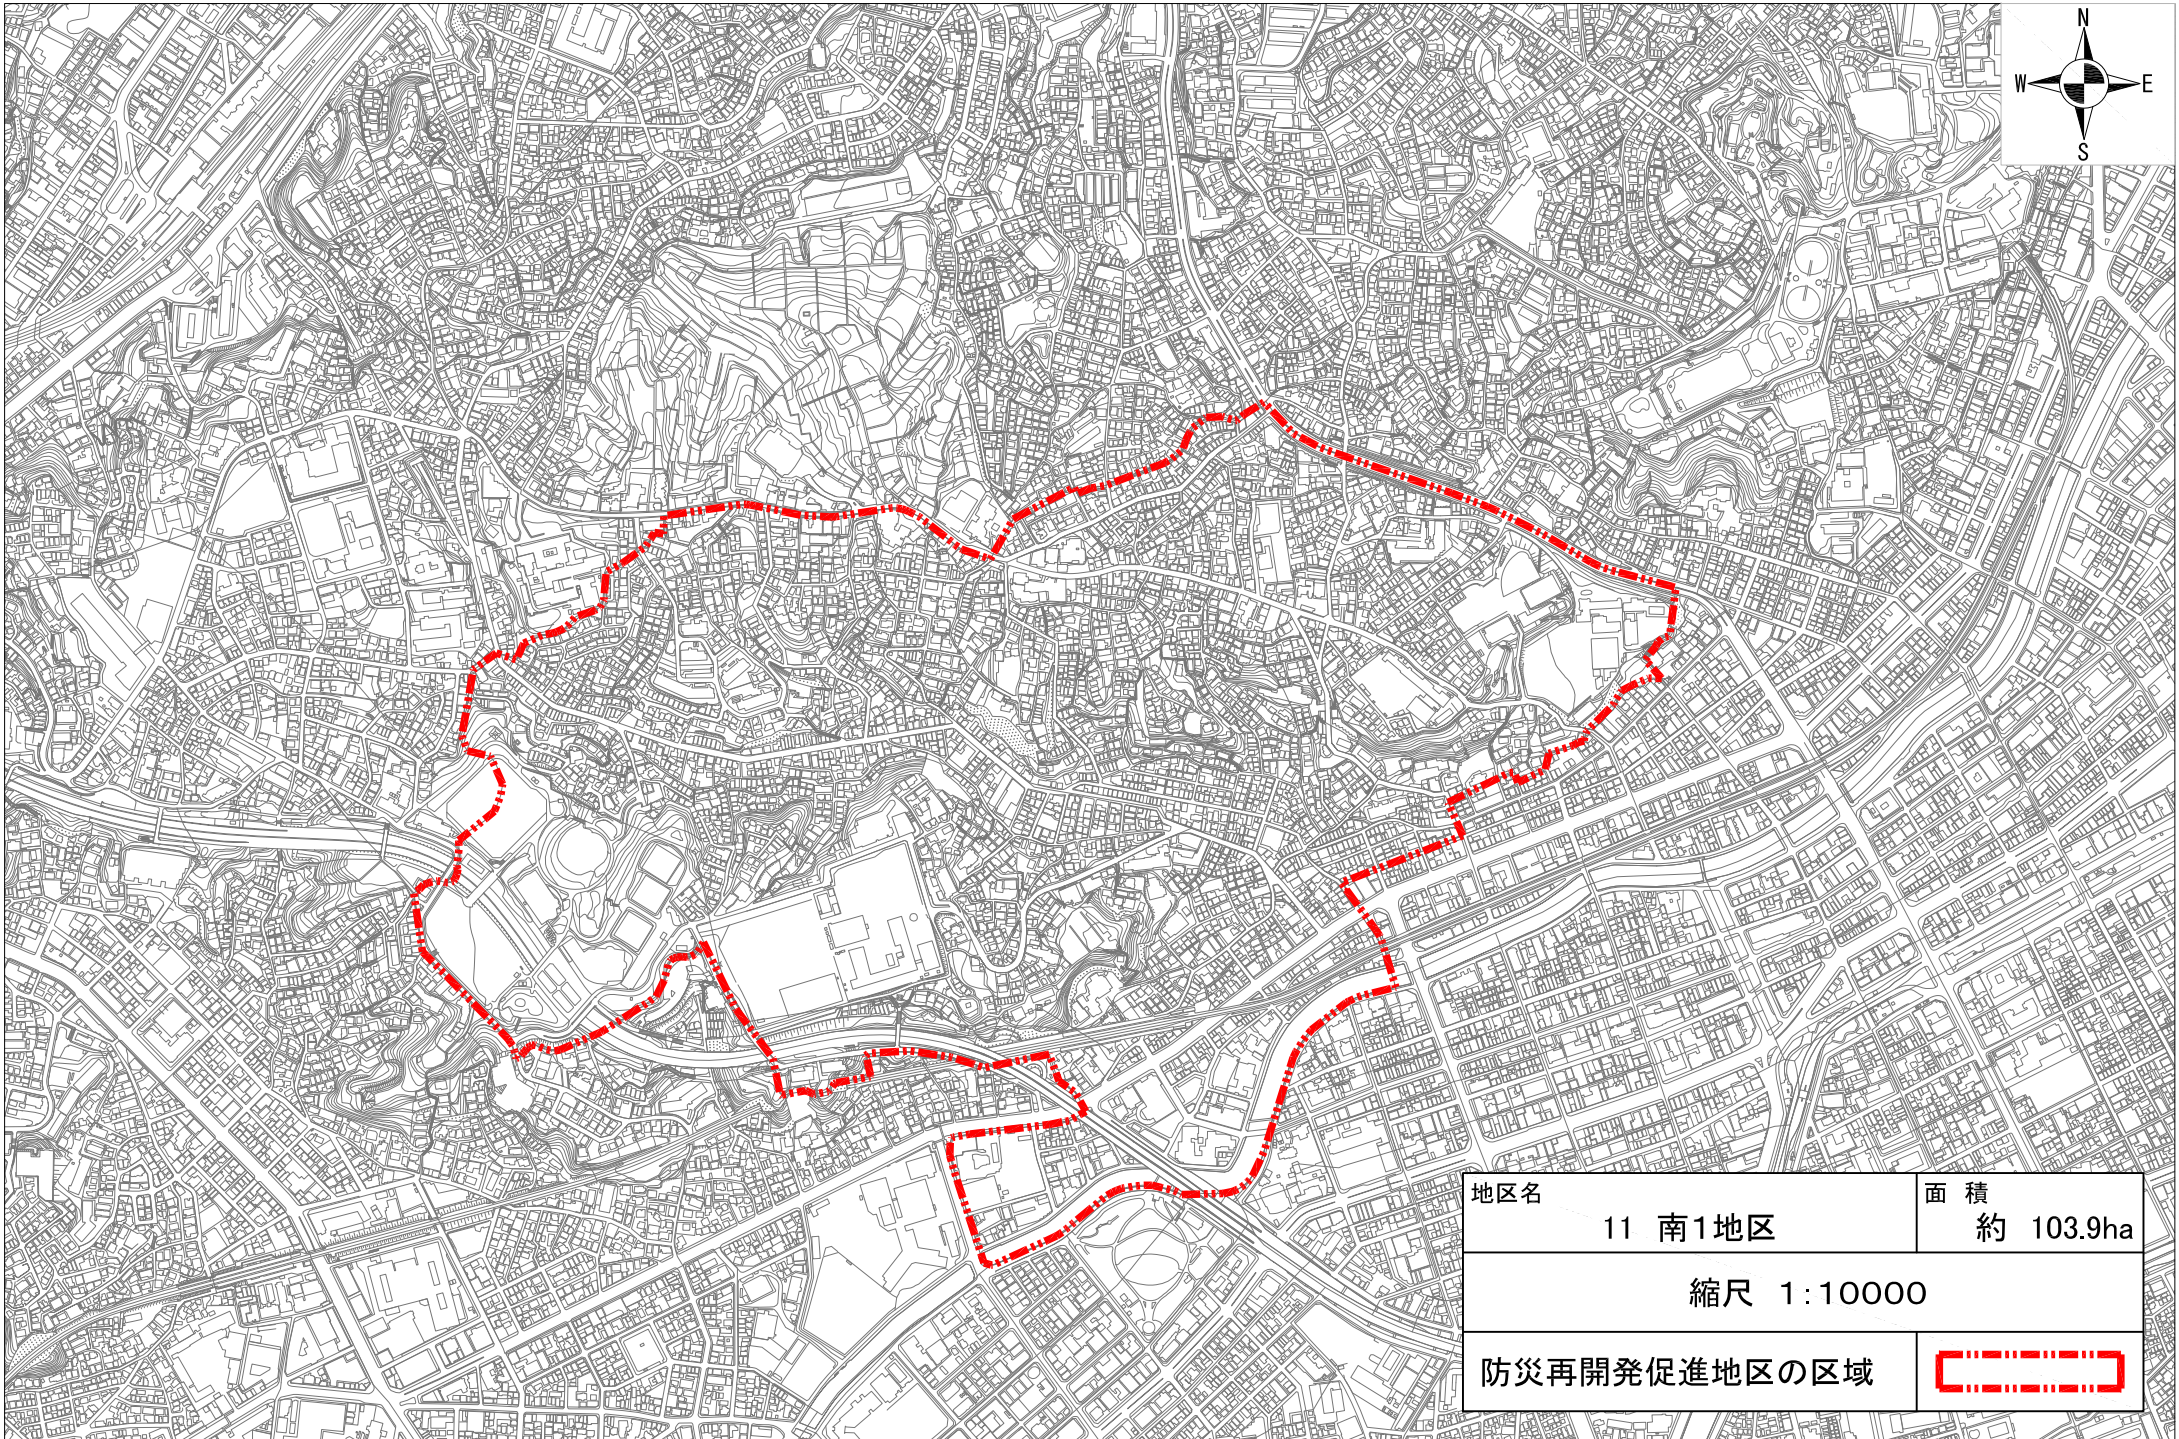 N
W E
S
地区名
11 南1地区
面 積
約 103.9ha
縮尺 1:10000
防災再開発促進地区の区域